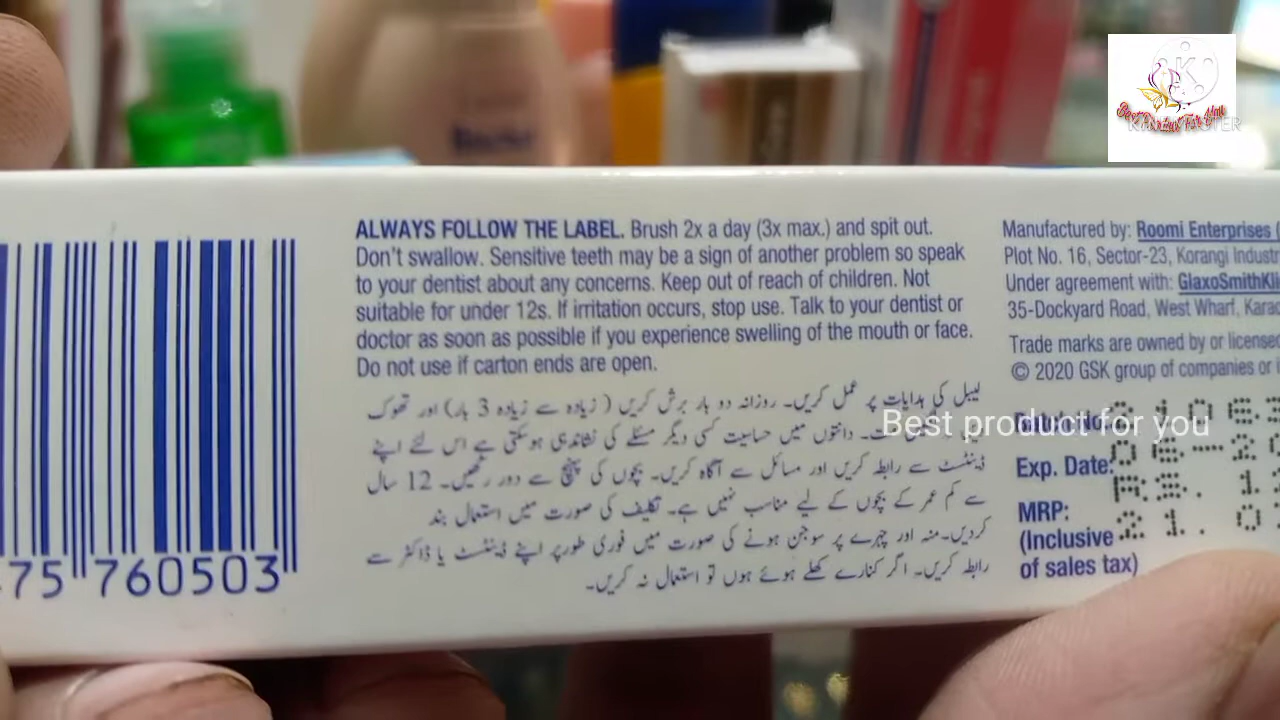 ALWAYS FOLLOW THE LABEL. Brush 2x a day (3x max.) and spit out.
Don't swallow. Sensitive teeth may be a sign of another problem so speak
to your dentist about any concerns. Keep out of reach of children. Not
suitable for under 12s. If irritation occurs, stop use. Talk to your dentist or
doctor as soon as possible if you experience swelling of the mouth or face.
Do not use if carton ends are open.
لیبل کی ہدایات پر عمل کریں۔ روزانہ دو بار برش کریں (زیادہ سے زیادہ 3 بار) اور تھوک
دانتوں میں حساسیت کسی دیگر مسئلے کی نشاندہی ہوسکتی ہے اس لئے اپنے
ڈینٹسٹ سے رابطہ کریں اور مسائل سے آگاہ کریں۔ بچوں کی پہنچ سے دور رکھیں۔ 12 سال
سے کم عمر کے بچوں کے لیے مناسب نہیں ہے۔ تکلیف کی صورت میں استعمال بند
کردیں۔ منہ اور چہرے پر سوجن ہونے کی صورت میں فوری طور پر اپنے ڈینٹسٹ یا ڈاکٹر سے
رابطہ کریں۔ اگر کنارے کھلے ہوئے ہوں تو استعمال نہ کریں۔
75 760503
Manufactured by: Roomi Enterprises (
Plot No. 16, Sector-23, Korangi Industr
Under agreement with: GlaxoSmithKli
35-Dockyard Road, West Wharf, Karac
Trade marks are owned by or licensed
© 2020 GSK group of companies or
Batch No.
Exp. Date: 06-2
MRP: RS. 1
(Inclusive 21. 0
of sales tax)
Best product for you